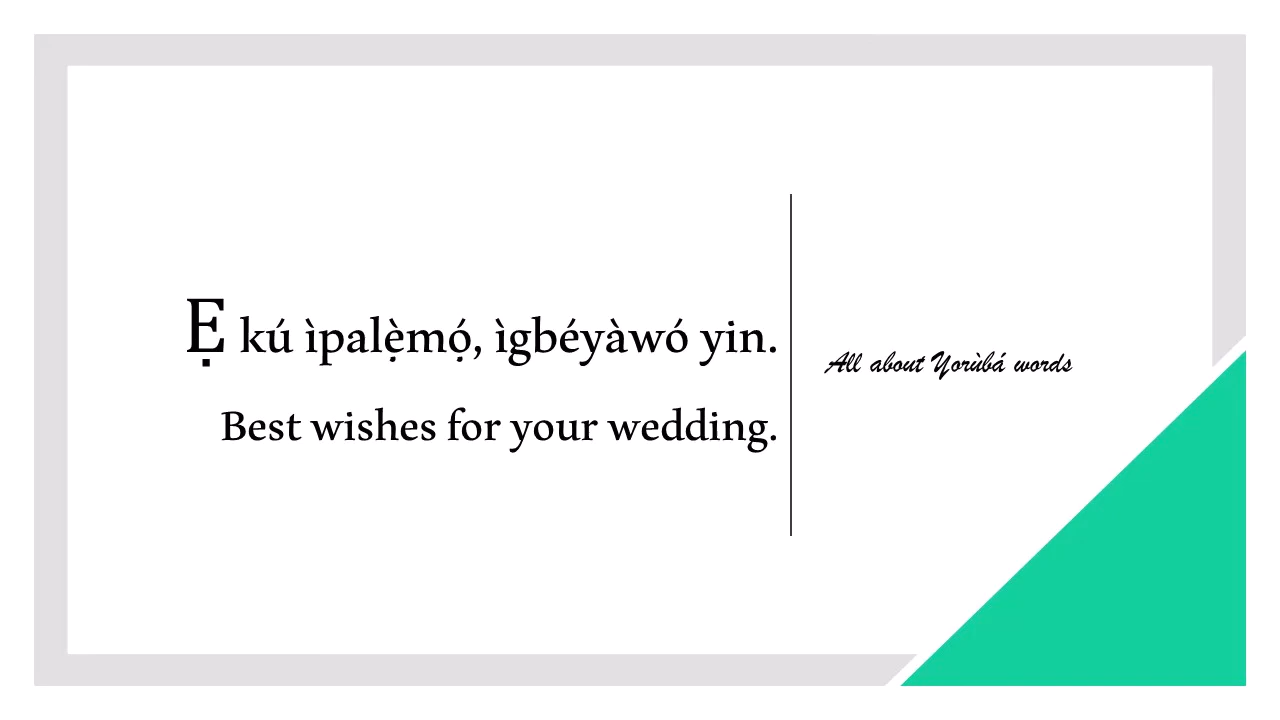 Ẹ kú ìpalẹ̀mọ́, ìgbéyàwó yin.
Best wishes for your wedding.
All about Yorùbá words